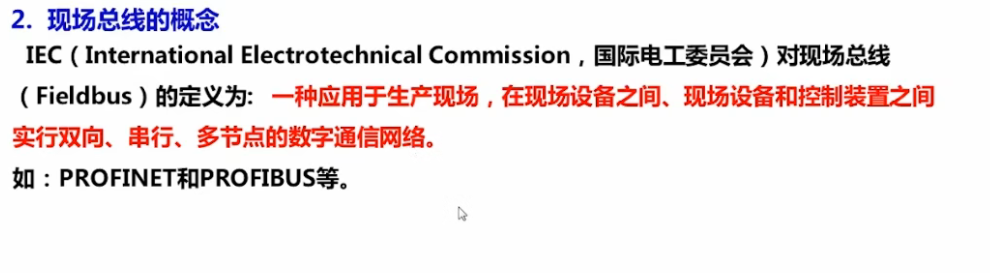 2. 现场总线的概念
IEC（International Electrotechnical Commission，国际电工委员会）对现场总线
（Fieldbus）的定义为: 一种应用于生产现场，在现场设备之间、现场设备和控制装置之间
实行双向、串行、多节点的数字通信网络。
如：PROFINET和PROFIBUS等。